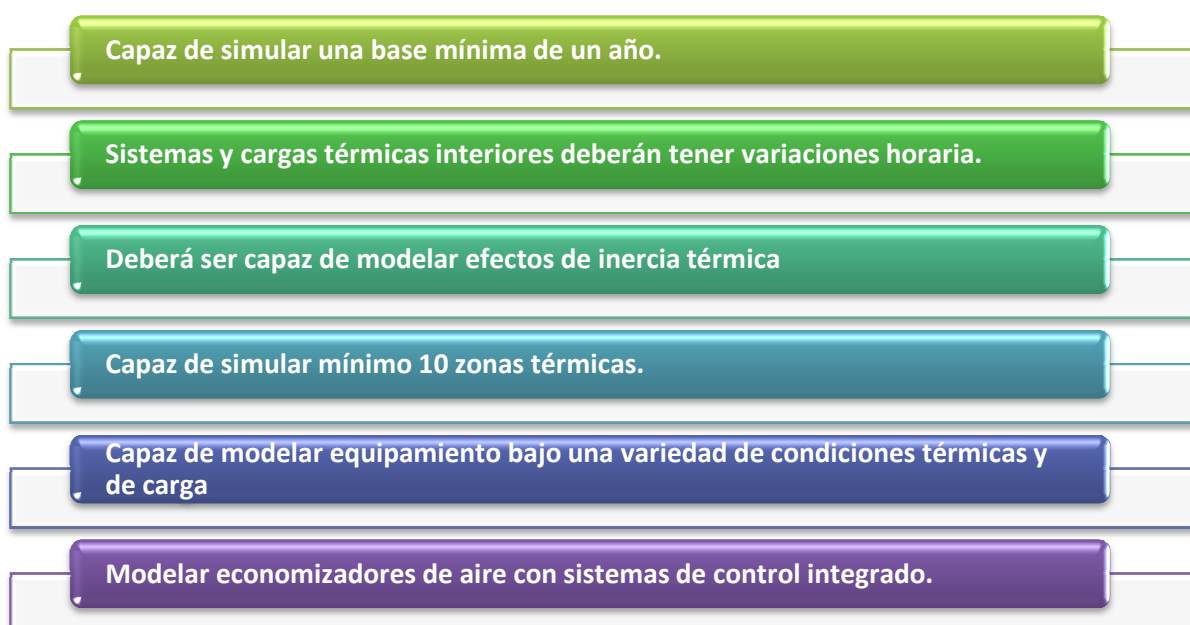 Capaz de simular una base mínima de un año.
Sistemas y cargas térmicas interiores deberán tener variaciones horaria.
Deberá ser capaz de modelar efectos de inercia térmica
Capaz de simular mínimo 10 zonas térmicas.
Capaz de modelar equipamiento bajo una variedad de condiciones térmicas y
de carga
Modelar economizadores de aire con sistemas de control integrado.